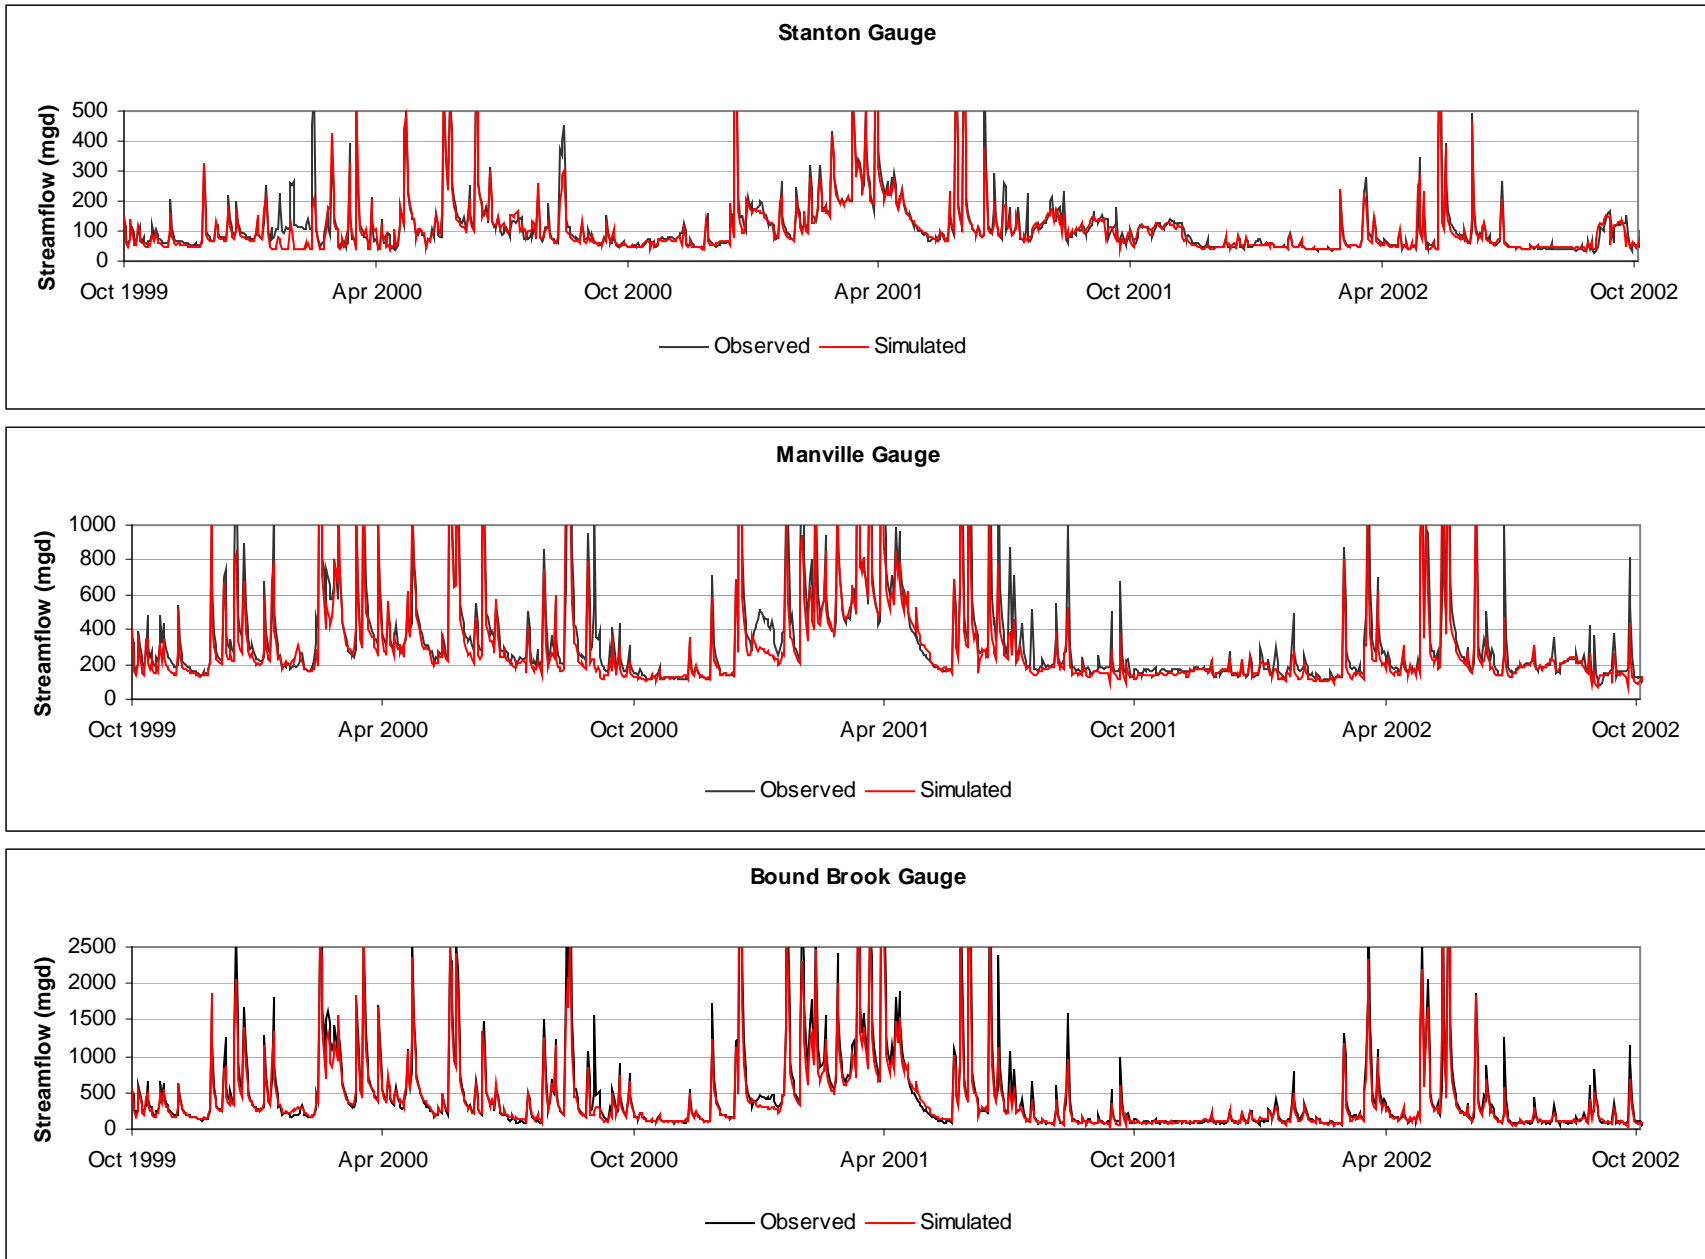 Stanton Gauge
Streamflow (mgd)
500
400
300
200
100
0
Oct 1999 Apr 2000 Oct 2000 Apr 2001 Oct 2001 Apr 2002 Oct 2002
Observed Simulated
Manville Gauge
Streamflow (mgd)
1000
800
600
400
200
0
Oct 1999 Apr 2000 Oct 2000 Apr 2001 Oct 2001 Apr 2002 Oct 2002
Observed Simulated
Bound Brook Gauge
Streamflow (mgd)
2500
2000
1500
1000
500
0
Oct 1999 Apr 2000 Oct 2000 Apr 2001 Oct 2001 Apr 2002 Oct 2002
Observed Simulated